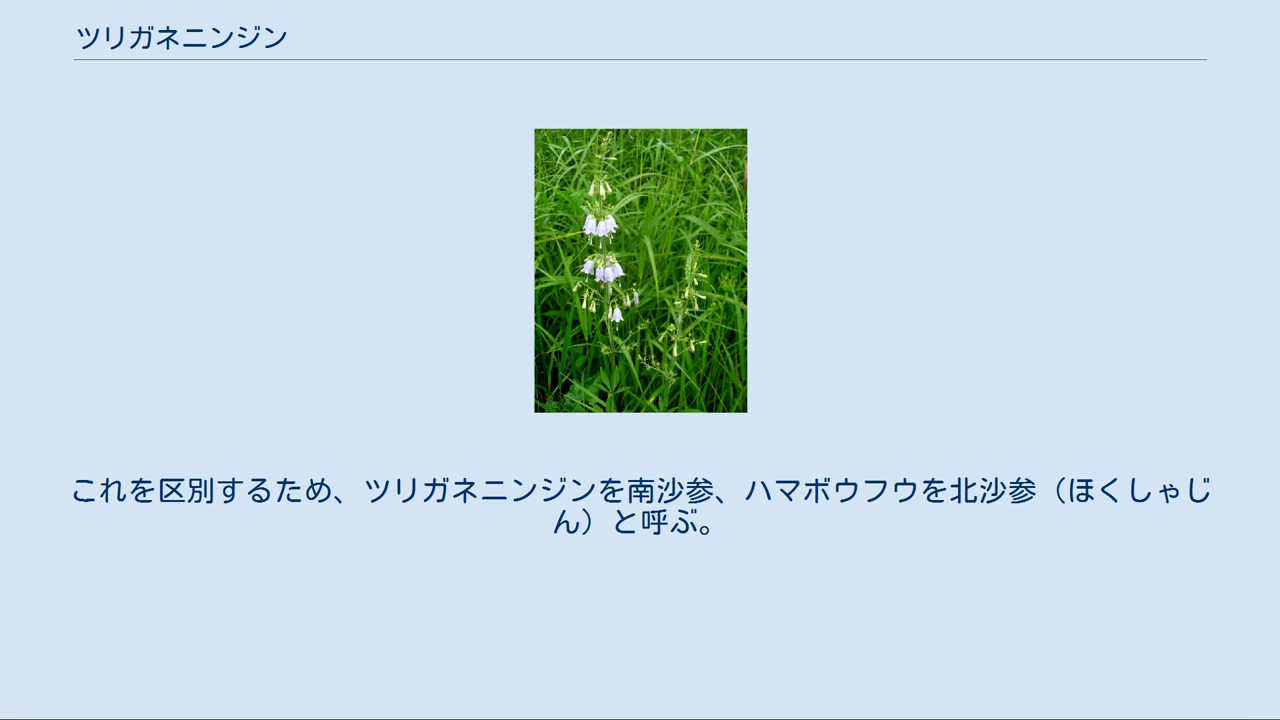 ツリガネニンジン
これを区別するため、ツリガネニンジンを南沙参、ハマボウフウを北沙参（ほくしゃじ
ん）と呼ぶ。